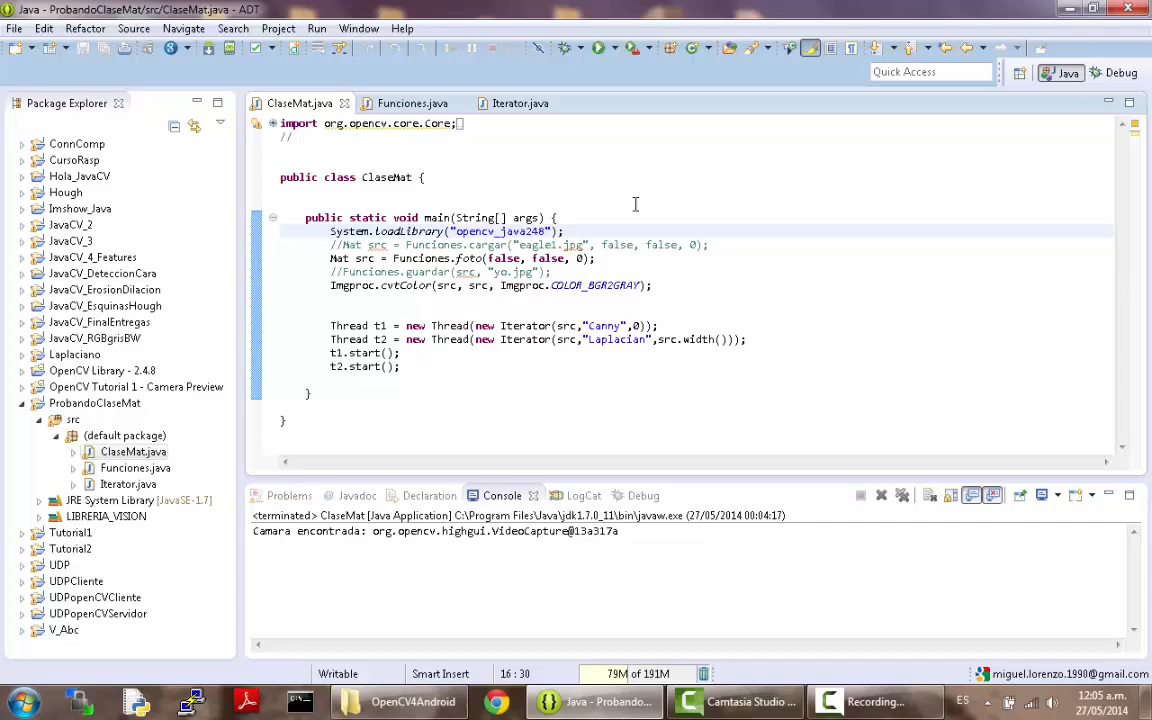 Java - ProbandoClaseMat/src/ClaseMat.java - ADT
File Edit Refactor Source Navigate Search Project Run Window Help
Quick Access
Java
Debug
Package Explorer
ConnComp
CursoRasp
Hola_JavaCV
Hough
Imshow_Java
JavaCV_2
JavaCV_3
JavaCV_4_Features
JavaCV_DeteccionCara
JavaCV_ErosionDilacion
JavaCV_EsquinasHough
JavaCV_FinalEntrega
JavaCV_RGBgrisBW
Laplaciano
OpenCV Library - 2.4.8
OpenCV Tutorial 1 - Camera Preview
ProbandoClaseMat
src
(default package)
ClaseMat.java
Funciones.java
Iterator.java
JRE System Library [JavaSE-1.7]
LIBRERIA_VISION
Tutorial1
Tutorial2
UDP
UDPCliente
UDPopenCVCliente
UDPopenCVServidor
V_Abc
ClaseMat.java Funciones.java Iterator.java
import org.opencv.core.Core;
//
public class ClaseMat {
public static void main(String[] args) {
System.loadLibrary("opencv_java248");
//Mat src = Funciones.cargar("eagle1.jpg", false, false, 0);
Mat src = Funciones.foto(false, false, 0);
//Funciones.guardar(src, "yo.jpg");
Imgproc.cvtColor(src, src, Imgproc.COLOR_BGR2GRAY);
Thread t1 = new Thread(new Iterator(src,"Canny",0));
Thread t2 = new Thread(new Iterator(src,"Laplacian",src.width()));
t1.start();
t2.start();
}
}
Problems Javadoc Declaration Console LogCat Debug
<terminated> ClaseMat [Java Application] C:\Program Files\Java\jdk1.7.0_11\bin\javaw.exe (27/05/2014 00:04:17)
Camara encontrada: org.opencv.highgui.VideoCapture@13a317a
Writable Smart Insert 16 : 30 79M of 191M miguel.lorenzo.1990@gmail.com
OpenCV4Android
Java - Probando...
Camtasia Studio ...
Recording...
ES
12:05 a.m.
27/05/2014